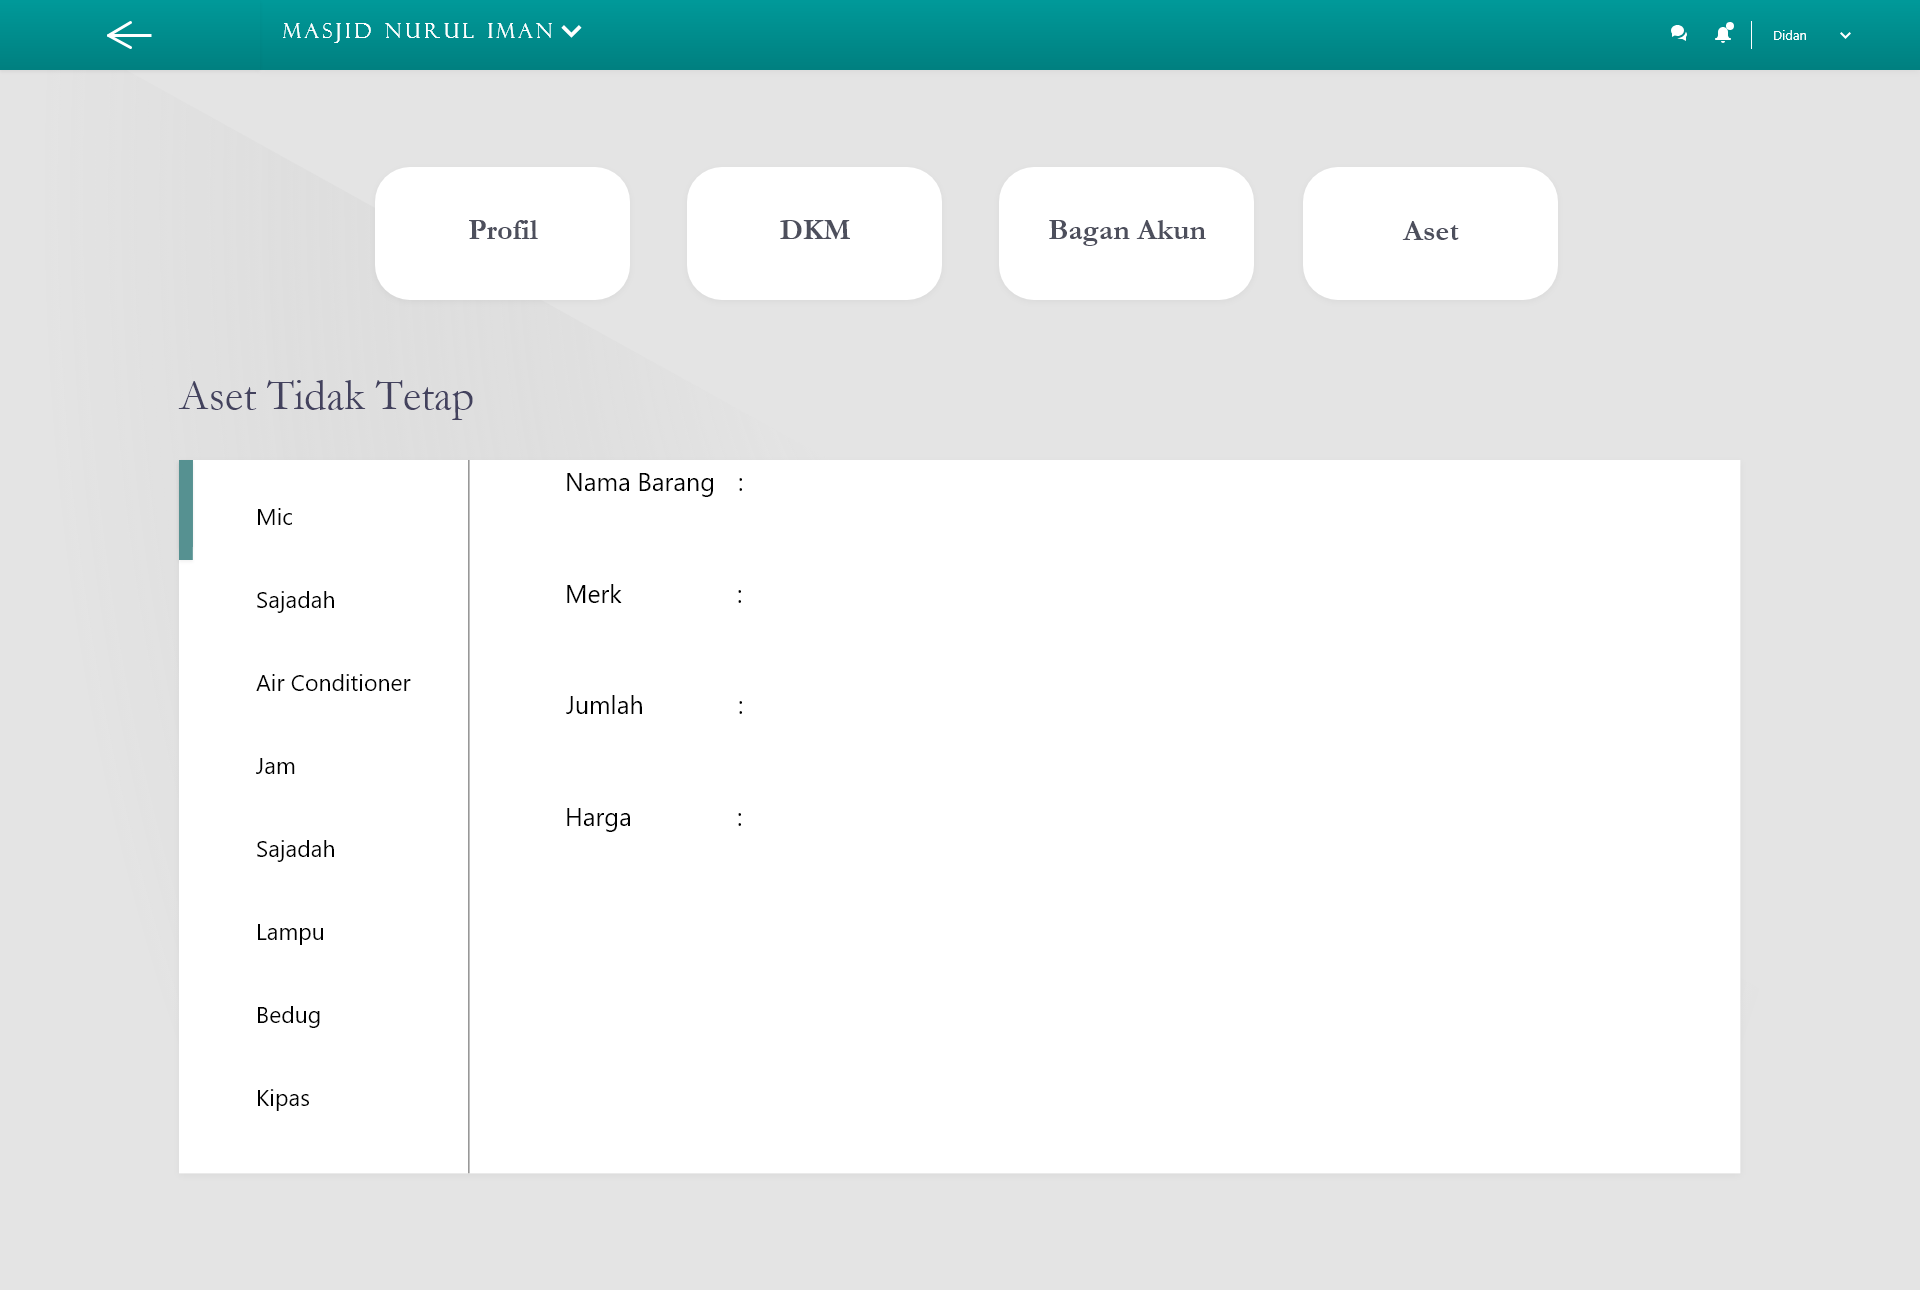 MASJID NURUL IMAN
Didan
Profil
DKM
Bagan Akun
Aset
Aset Tidak Tetap
Mic
Sajadah
Air Conditioner
Jam
Sajadah
Lampu
Bedug
Kipas
Nama Barang :
Merk :
Jumlah :
Harga :